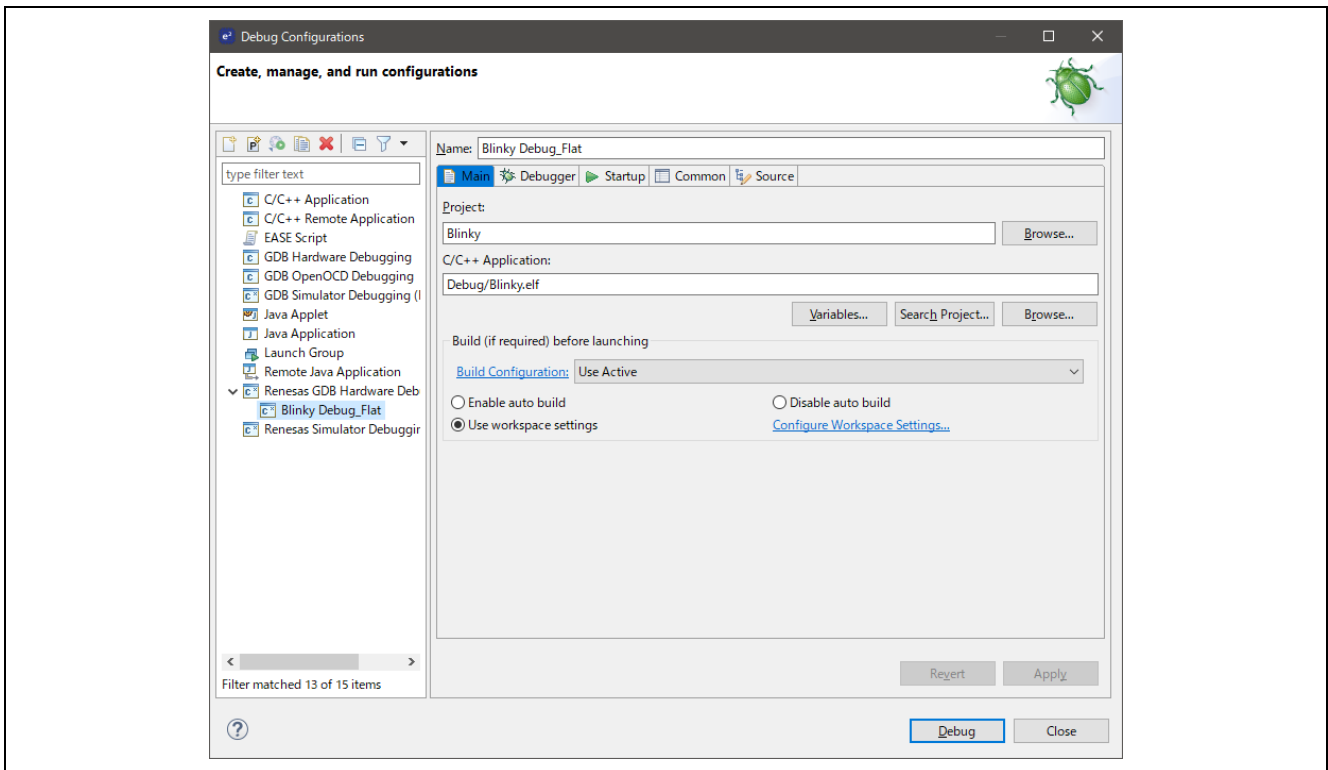 e² Debug Configurations
Create, manage, and run configurations
Name: Blinky Debug_Flat
type filter text
Main Debugger Startup Common Source
C/C++ Application
C/C++ Remote Application
EASE Script
GDB Hardware Debugging
GDB OpenOCD Debugging
GDB Simulator Debugging (
Java Applet
Java Application
Launch Group
Remote Java Application
Renesas GDB Hardware Deb
Blinky Debug_Flat
Renesas Simulator Debuggin
Filter matched 13 of 15 items
Project:
Blinky
Browse...
C/C++ Application:
Debug/Blinky.elf
Variables... Search Project... Browse...
Build (if required) before launching
Build Configuration: Use Active
Enable auto build Disable auto build
Use workspace settings Configure Workspace Settings...
Revert Apply
? Debug Close